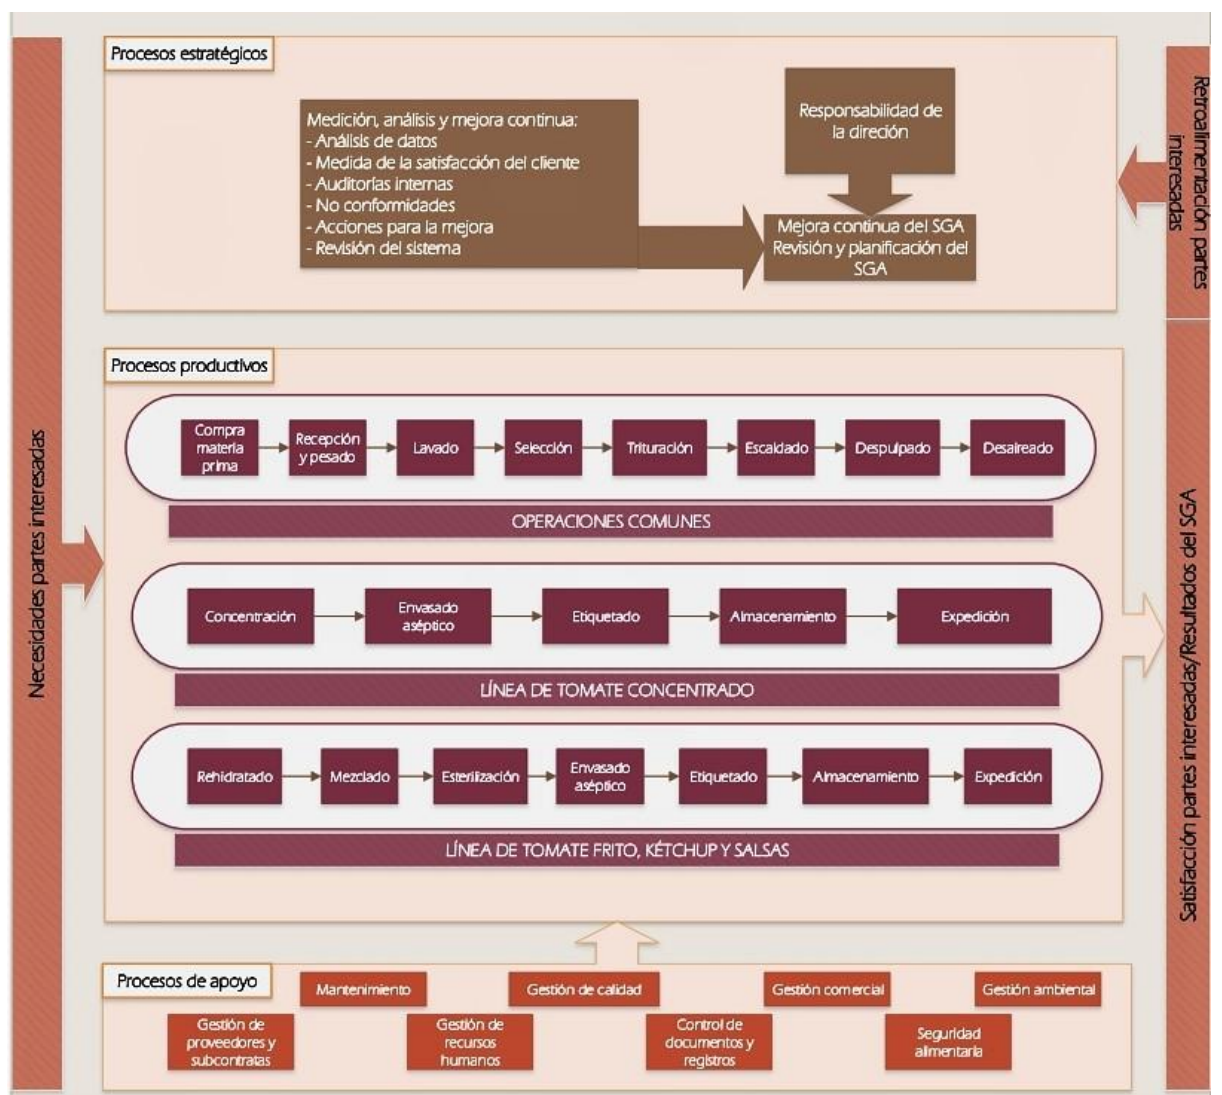 Procesos estratégicos
Medición, análisis y mejora continua:
- Análisis de datos
- Medida de la satisfacción del cliente
- Auditorías internas
- No conformidades
- Acciones para la mejora
- Revisión del sistema
Responsabilidad de
la direción
Mejora continua del SGA
Revisión y planificación del
SGA
Retroalimentación partes
interesadas
Necesidades partes interesadas
Procesos productivos
Compra
materia
prima
Recepción
y pesado
Lavado
Selección
Trituración
Escaldado
Despulpado
Desaireado
OPERACIONES COMUNES
Concentración
Envasado
aséptico
Etiquetado
Almacenamiento
Expedición
LÍNEA DE TOMATE CONCENTRADO
Rehidratado
Mezclado
Esterilización
Envasado
aséptico
Etiquetado
Almacenamiento
Expedición
LÍNEA DE TOMATE FRITO, KÉTCHUP Y SALSAS
Satisfacción partes interesadas/Resultados del SGA
Procesos de apoyo
Mantenimiento
Gestión de calidad
Gestión comercial
Gestión ambiental
Gestión de
proveedores y
subcontratas
Gestión de
recursos
humanos
Control de
documentos y
registros
Seguridad
alimentaria